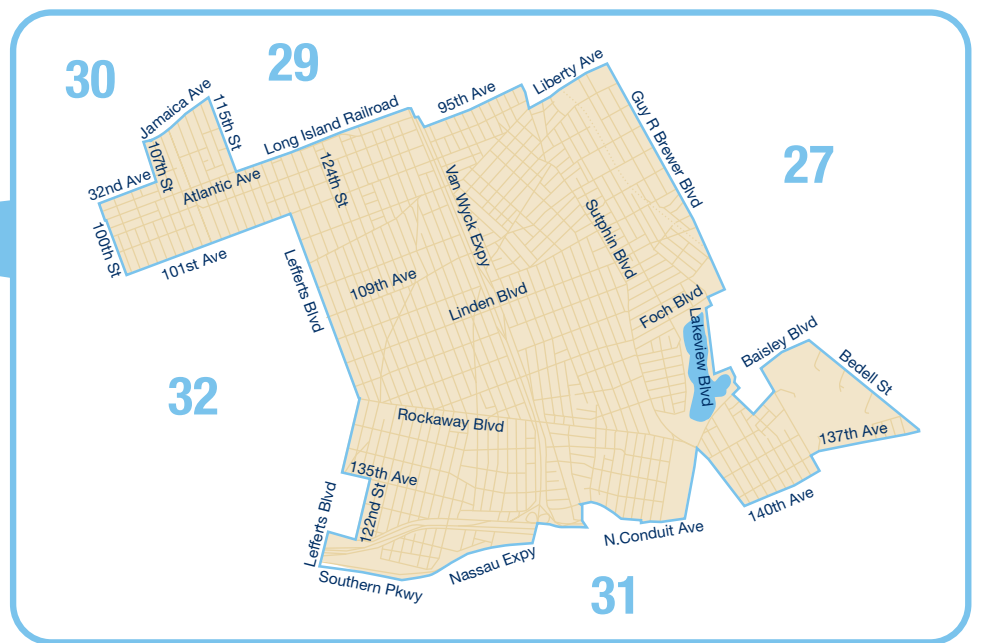 29
30
Jamaica Ave
115th St
Long Island Railroad
95th Ave
Liberty Ave
Guy R Brewer Blvd
27
107th St
32nd Ave
Atlantic Ave
124th St
Van Wyck Expy
Sutphin Blvd
100th St
101st Ave
Lefferts Blvd
109th Ave
Linden Blvd
Foch Blvd
Lakeview Blvd
Baisley Blvd
Bedell St
32
Rockaway Blvd
137th Ave
135th Ave
122nd St
Lefferts Blvd
140th Ave
N.Conduit Ave
Nassau Expy
Southern Pkwy
31